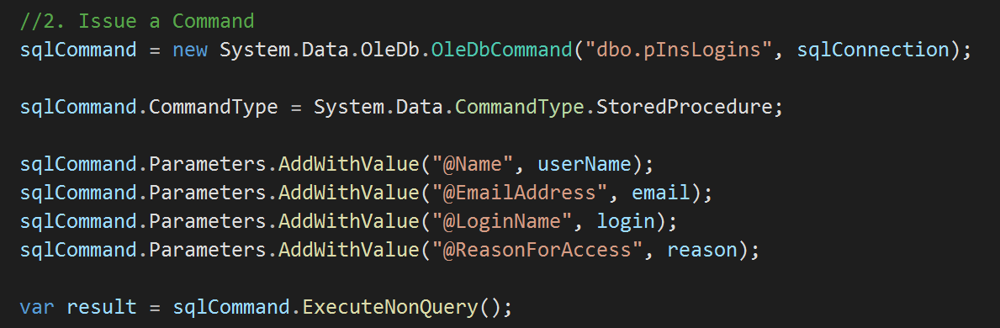 //2. Issue a Command
sqlCommand = new System.Data.OleDb.OleDbCommand("dbo.pInsLogins", sqlConnection);
sqlCommand.CommandType = System.Data.CommandType.StoredProcedure;
sqlCommand.Parameters.AddWithValue("@Name", userName);
sqlCommand.Parameters.AddWithValue("@EmailAddress", email);
sqlCommand.Parameters.AddWithValue("@LoginName", login);
sqlCommand.Parameters.AddWithValue("@ReasonForAccess", reason);
var result = sqlCommand.ExecuteNonQuery();